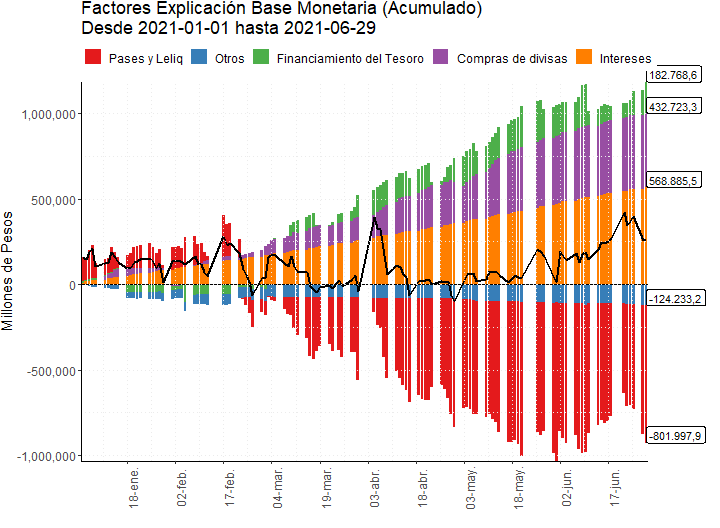 Factores Explicación Base Monetaria (Acumulado)
Desde 2021-01-01 hasta 2021-06-29
Pases y Leliq Otros Financiamiento del Tesoro Compras de divisas Intereses
182.768,6
1,000,000
432.723,3
568.885,5
500,000
Millones de Pesos
0
-124.233,2
-500,000
-801.997,9
-1,000,000
18-ene.
02-feb.
17-feb.
04-mar.
19-mar.
03-abr.
18-abr.
03-may.
18-may.
02-jun.
17-jun.